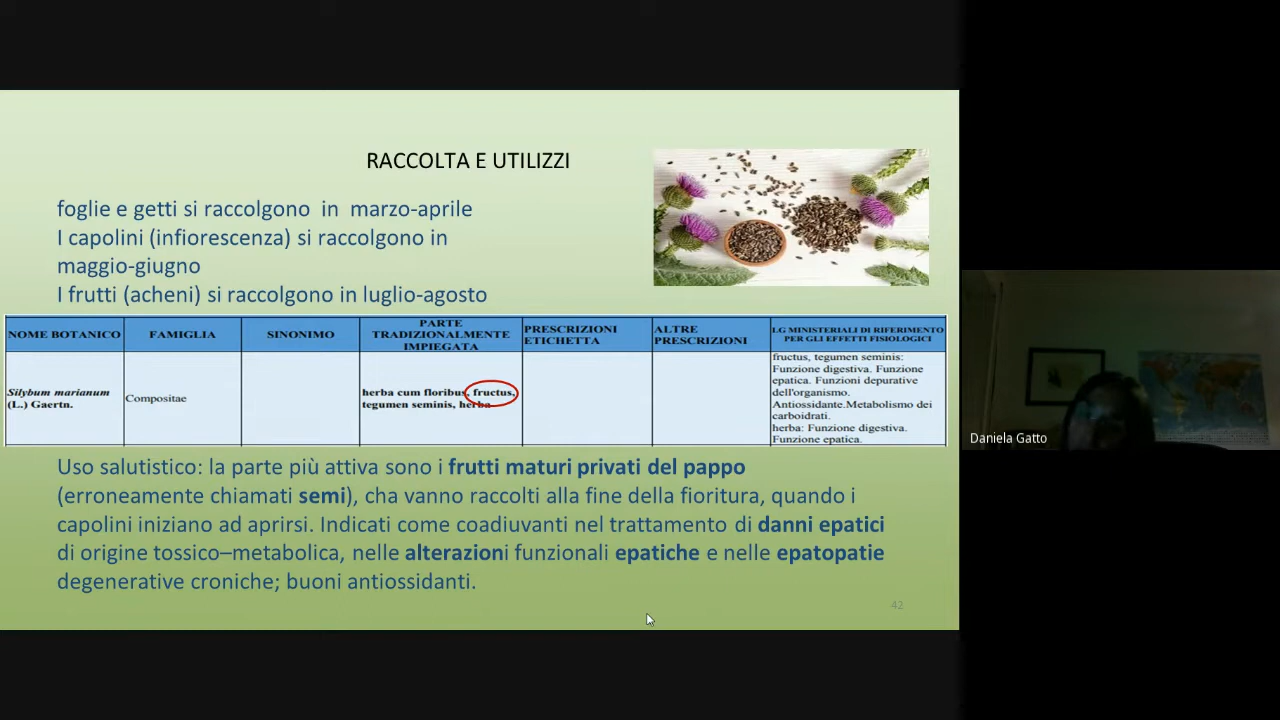 RACCOLTA E UTILIZZI
foglie e getti si raccolgono in marzo-aprile
I capolini (infiorescenza) si raccolgono in
maggio-giugno
I frutti (acheni) si raccolgono in luglio-agosto
NOME BOTANICO
FAMIGLIA
SINONIMO
PARTE
TRADIZIONALMENTE
IMPIEGATA
PRESCRIZIONI
ETICHETTA
ALTRE
PRESCRIZIONI
LG MINISTERIALI DI RIFERIMENTO
PER GLI EFFETTI FISIOLOGICI
Silybum marianum
(L.) Gaertn.
Compositae
herba cum floribus, fructus,
tegumen seminis, herba
fructus, tegumen seminis:
Funzione digestiva. Funzione
epatica. Funzioni depurative
dell'organismo.
Antiossidante.Metabolismo dei
carboidrati.
herba: Funzione digestiva.
Funzione epatica.
Uso salutistico: la parte più attiva sono i frutti maturi privati del pappo
(erroneamente chiamati semi), cha vanno raccolti alla fine della fioritura, quando i
capolini iniziano ad aprirsi. Indicati come coadiuvanti nel trattamento di danni epatici
di origine tossico–metabolica, nelle alterazioni funzionali epatiche e nelle epatopatie
degenerative croniche; buoni antiossidanti.
42
Daniela Gatto